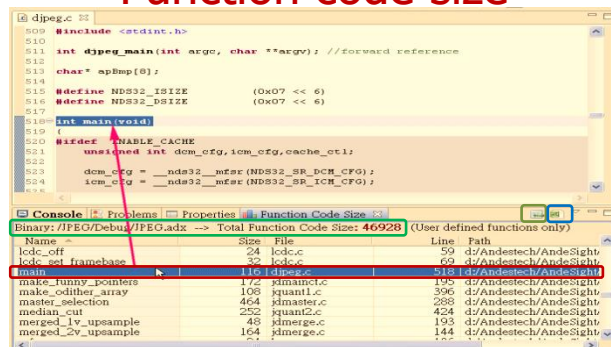 Function code size
djpeg.c
509 #include <stdint.h>
510
511 int djpeg_main(int argc, char **argv); //forward reference
512
513 char* apBmp[8];
514
515 #define NDS32_ISIZE (0x07 << 6)
516 #define NDS32_DSIZE (0x07 << 6)
517
518 int main(void)
519 {
520 #ifdef ENABLE_CACHE
521 unsigned int dcm_cfg,icm_cfg,cache_ctl;
522
523 dcm_cfg = __nds32__mfsr(NDS32_SR_DCM_CFG);
524 icm_cfg = __nds32__mfsr(NDS32_SR_ICM_CFG);
Console Problems Properties Function Code Size
Binary: /JPEG/Debug/JPEG.adx --> Total Function Code Size: 46928 (User defined functions only)
Name Size File Line Path
lcdc_off 24 lcdc.c 59 d:/Andestech/AndeSight/
lcdc_set_framebase 32 lcdc.c 69 d:/Andestech/AndeSight/
main 116 djpeg.c 518 d:/Andestech/AndeSight/
make_funny_pointers 172 jdmainct.c 195 d:/Andestech/AndeSight/
make_odither_array 108 jquant1.c 396 d:/Andestech/AndeSight/
master_selection 464 jdmaster.c 288 d:/Andestech/AndeSight/
median_cut 252 jquant2.c 424 d:/Andestech/AndeSight/
merged_1v_upsample 48 jdmerge.c 193 d:/Andestech/AndeSight/
merged_2v_upsample 164 jdmerge.c 144 d:/Andestech/AndeSight/